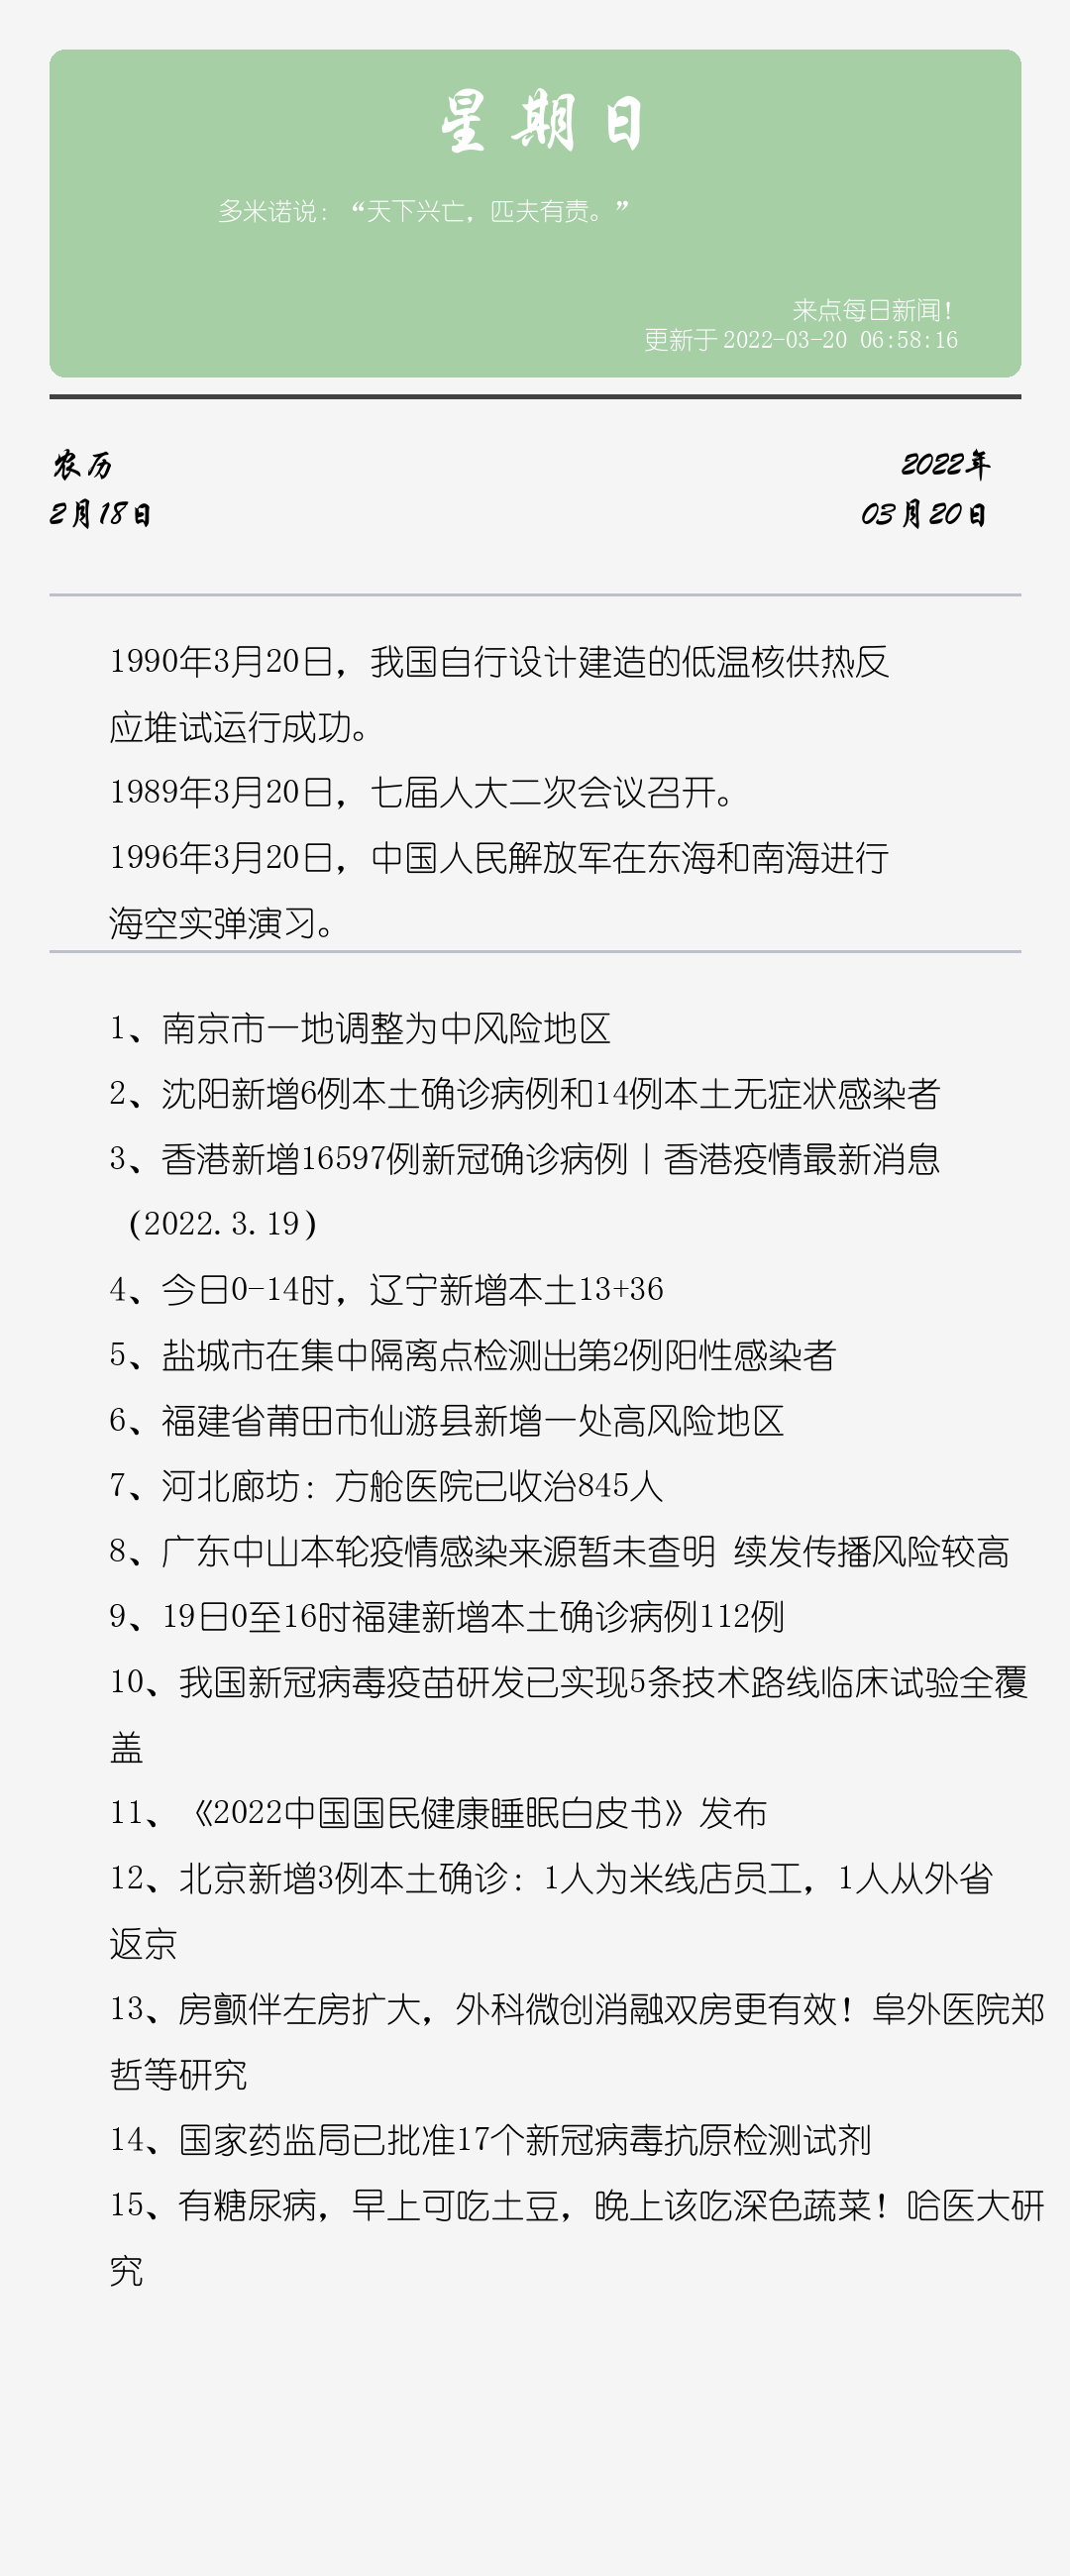 星期日
多米诺说：“天下兴亡，匹夫有责。”
来点每日新闻！
更新于 2022-03-20 06:58:16
农历
2022年
2月18日
03月20日
1990年3月20日，我国自行设计建造的低温核供热反
应堆试运行成功。
1989年3月20日，七届人大二次会议召开。
1996年3月20日，中国人民解放军在东海和南海进行
海空实弹演习。
1、南京市一地调整为中风险地区
2、沈阳新增6例本土确诊病例和14例本土无症状感染者
3、香港新增16597例新冠确诊病例丨香港疫情最新消息
（2022.3.19）
4、今日0-14时，辽宁新增本土13+36
5、盐城市在集中隔离点检测出第2例阳性感染者
6、福建省莆田市仙游县新增一处高风险地区
7、河北廊坊：方舱医院已收治845人
8、广东中山本轮疫情感染来源暂未查明 续发传播风险较高
9、19日0至16时福建新增本土确诊病例112例
10、我国新冠病毒疫苗研发已实现5条技术路线临床试验全覆
盖
11、《2022中国国民健康睡眠白皮书》发布
12、北京新增3例本土确诊：1人为米线店员工，1人从外省
返京
13、房颤伴左房扩大，外科微创消融双房更有效！阜外医院郑
哲等研究
14、国家药监局已批准17个新冠病毒抗原检测试剂
15、有糖尿病，早上可吃土豆，晚上该吃深色蔬菜！哈医大研
究